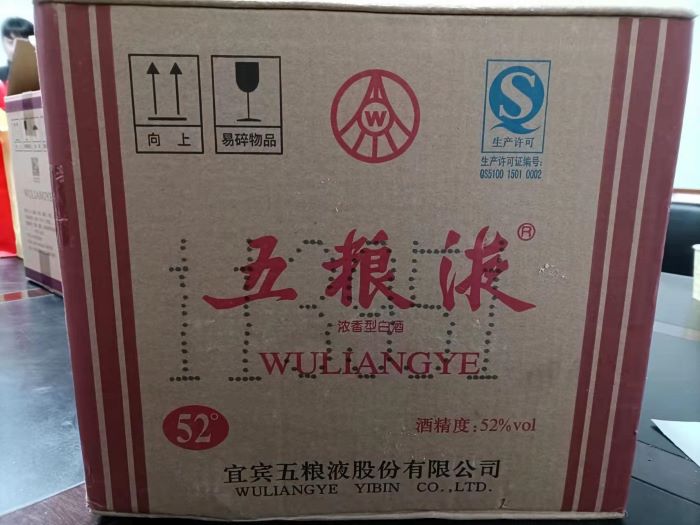 向 上
易碎物品
W
S
生产许可
生产许可证编号:
QS5100 1501 0002
五粮液®
浓香型白酒
WULIANGYE
52°
酒精度:52%vol
宜宾五粮液股份有限公司
WULIANGYE YIBIN CO.,LTD.
WULIANGYE